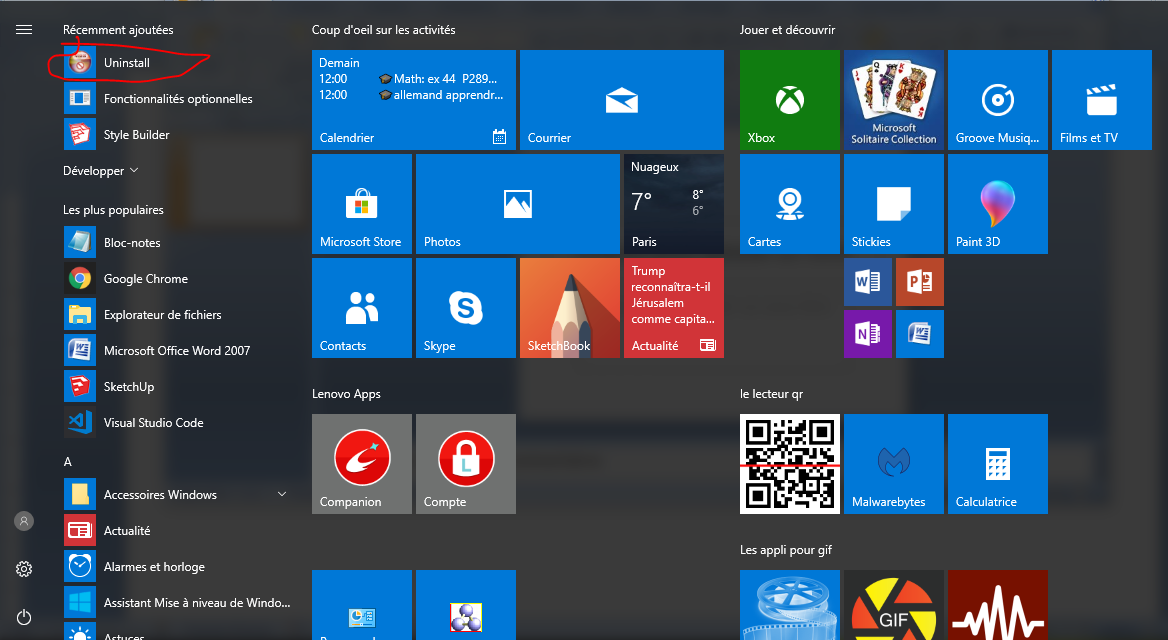 Récemment ajoutées
Uninstall
Fonctionnalités optionnelles
Style Builder
Développer
Les plus populaires
Bloc-notes
Google Chrome
Explorateur de fichiers
Microsoft Office Word 2007
SketchUp
Visual Studio Code
A
Accessoires Windows
Actualité
Alarmes et horloge
Assistant Mise à niveau de Windo...
Astuces
Coup d'oeil sur les activités
Demain
12:00 Math: ex 44 P289...
12:00 allemand apprendr...
Calendrier
Courrier
Microsoft Store
Photos
Nuageux
7° 8°
6°
Paris
Contacts
Skype
SketchBook
Trump
reconnaîtra-t-il
Jérusalem
comme capita...
Actualité
Lenovo Apps
Companion
L
Compte
Jouer et découvrir
Xbox
Microsoft
Solitaire Collection
Groove Musiq...
Films et TV
Cartes
Stickies
Paint 3D
le lecteur qr
Malwarebytes
Calculatrice
Les appli pour gif
GIF